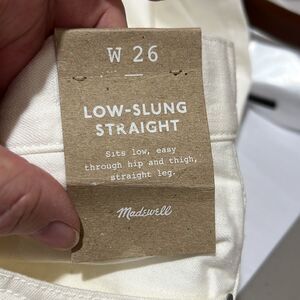 W 26
LOW-SLUNG
STRAIGHT
Sits low, easy
through hip and thigh,
straight leg.
Madewell